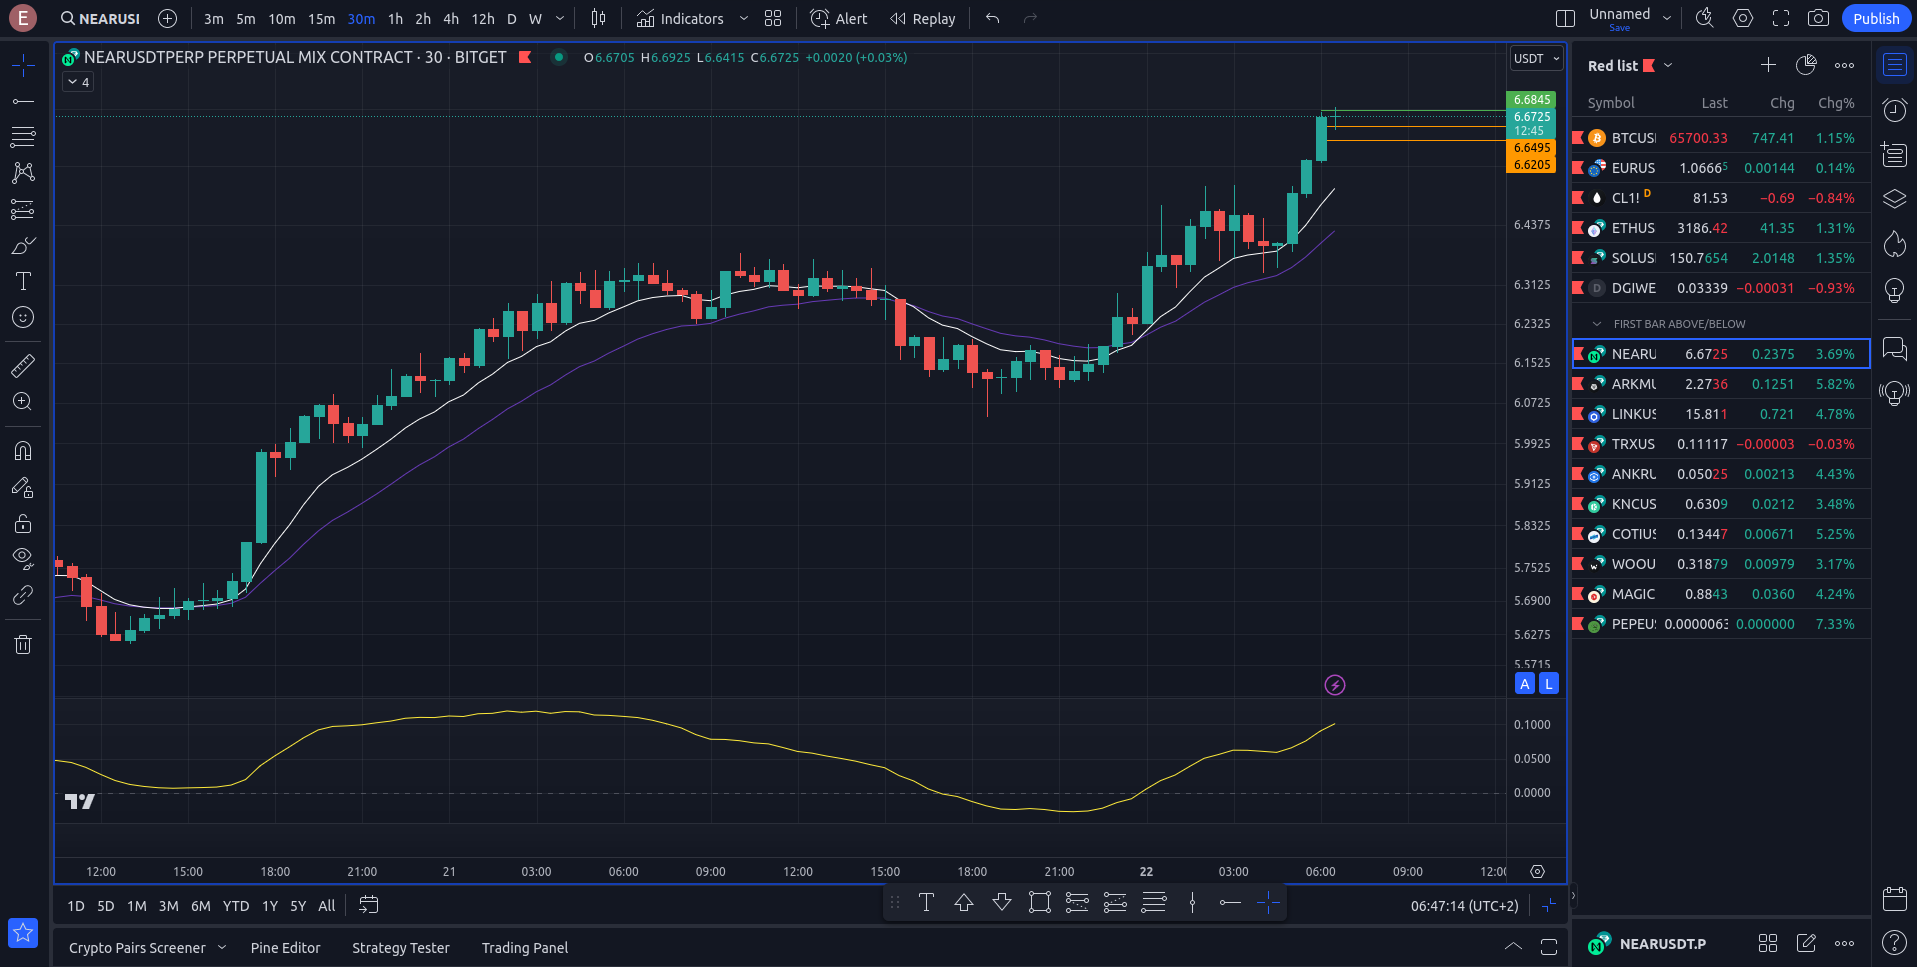 E NEARUSI 3m 5m 10m 15m 30m 1h 2h 4h 12h D W Indicators Alert Replay Unnamed Save Publish
NEARUSDTPERP PERPETUAL MIX CONTRACT · 30 · BITGET O6.6705 H6.6925 L6.6415 C6.6725 +0.0020 (+0.03%)
4
USDT
6.6845
6.6725
12:45
6.6495
6.6205
6.4375
6.3125
6.2325
6.1525
6.0725
5.9925
5.9125
5.8325
5.7525
5.6900
5.6275
5.5715
A L
0.1000
0.0500
0.0000
12:00 15:00 18:00 21:00 21 03:00 06:00 09:00 12:00 15:00 18:00 21:00 22 03:00 06:00 09:00 12:00
1D 5D 1M 3M 6M YTD 1Y 5Y All
T
06:47:14 (UTC+2)
Crypto Pairs Screener Pine Editor Strategy Tester Trading Panel
Red list
Symbol Last Chg Chg%
BTCUSI 65700.33 747.41 1.15%
EURUS 1.06665 0.00144 0.14%
CL1! D 81.53 −0.69 −0.84%
ETHUS 3186.42 41.35 1.31%
SOLUSI 150.7654 2.0148 1.35%
D DGIWE 0.03339 −0.00031 −0.93%
FIRST BAR ABOVE/BELOW
NEARU 6.6725 0.2375 3.69%
ARKMU 2.2736 0.1251 5.82%
LINKUS 15.811 0.721 4.78%
TRXUS 0.11117 −0.00003 −0.03%
ANKRU 0.05025 0.00213 4.43%
KNCUS 0.6309 0.0212 3.48%
COTIUS 0.13447 0.00671 5.25%
WOOU 0.31879 0.00979 3.17%
MAGIC 0.8843 0.0360 4.24%
PEPEUS 0.0000063 0.000000 7.33%
NEARUSDT.P